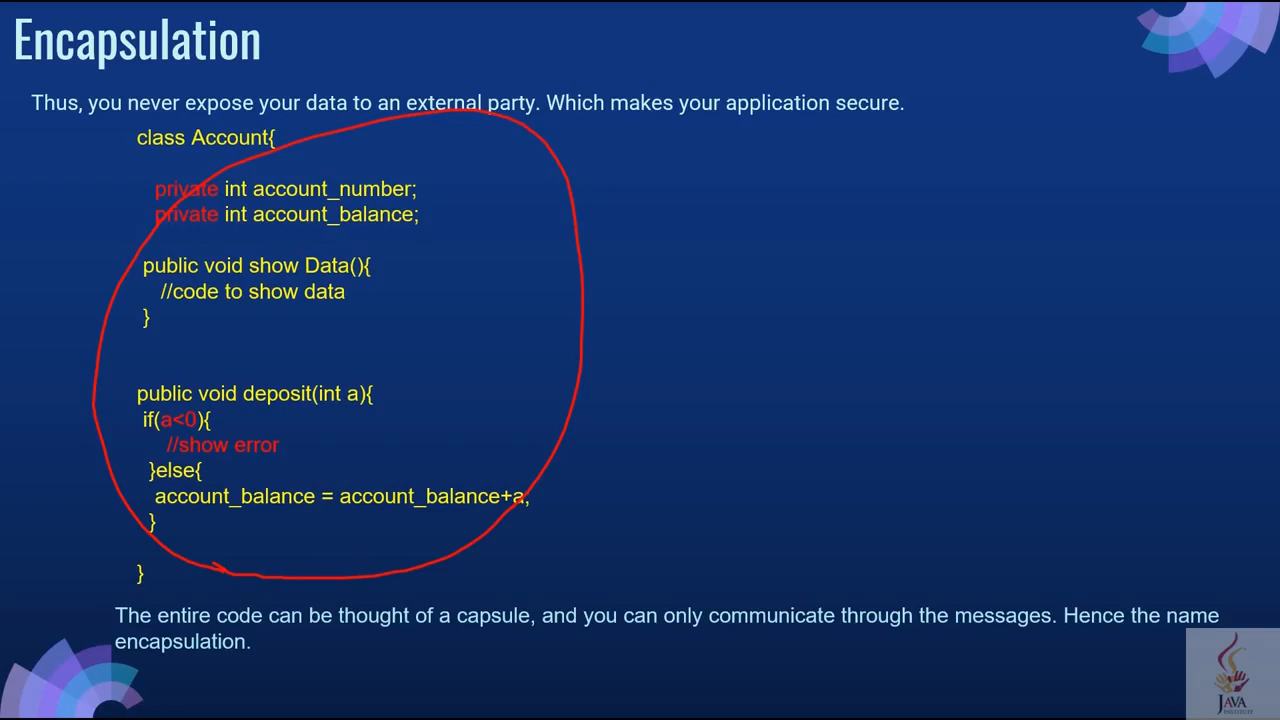 Encapsulation
Thus, you never expose your data to an external party. Which makes your application secure.
class Account{
private int account_number;
private int account_balance;
public void show Data(){
//code to show data
}
public void deposit(int a){
if(a<0){
//show error
}else{
account_balance = account_balance+a;
}
}
The entire code can be thought of a capsule, and you can only communicate through the messages. Hence the name
encapsulation.
JAVA
INSTITUTE